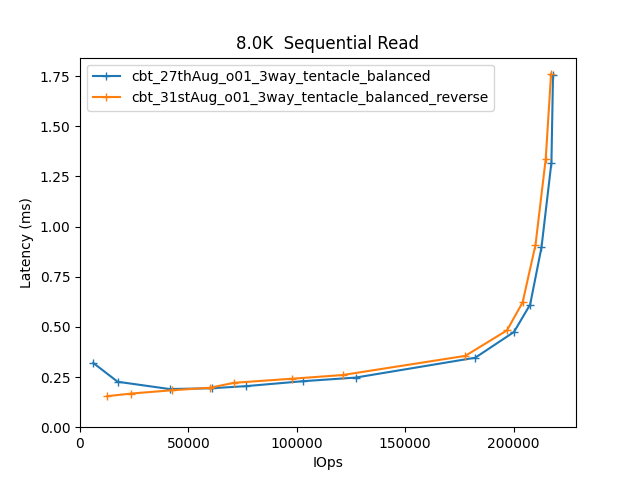 8.0K  Sequential Read
cbt_27thAug_o01_3way_tentacle_balanced
cbt_31stAug_o01_3way_tentacle_balanced_reverse
Latency (ms)
1.75
1.50
1.25
1.00
0.75
0.50
0.25
0.00
0 50000 100000 150000 200000
IOps